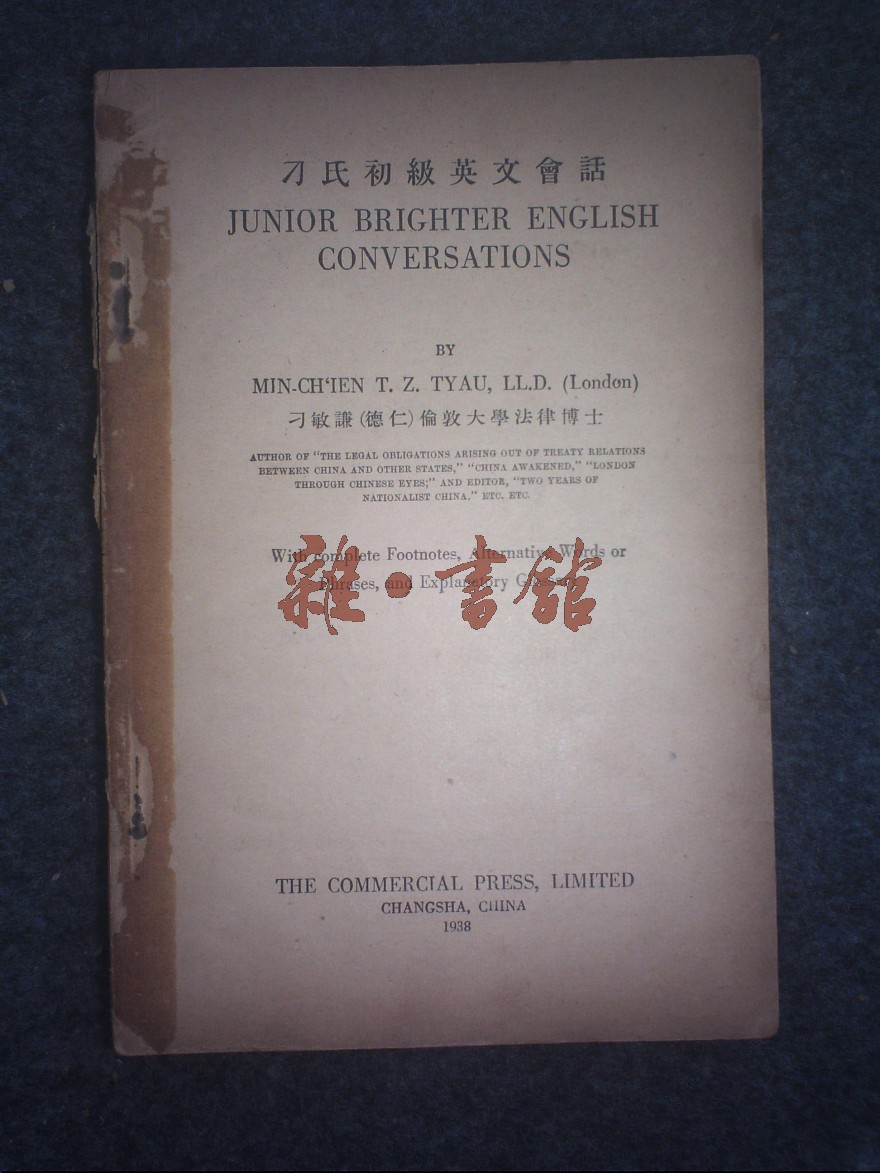 刁氏初級英文會話
JUNIOR BRIGHTER ENGLISH
CONVERSATIONS
BY
MIN-CH‘IEN T. Z. TYAU, LL.D. (London)
刁敏謙(德仁)倫敦大學法律博士
AUTHOR OF "THE LEGAL OBLIGATIONS ARISING OUT OF TREATY RELATIONS
BETWEEN CHINA AND OTHER STATES," "CHINA AWAKENED," "LONDON
THROUGH CHINESE EYES;" AND EDITOR, "TWO YEARS OF
NATIONALIST CHINA," ETC. ETC.
With complete Footnotes, Alternative Words or
Phrases, and Explanatory
雜·書館
THE COMMERCIAL PRESS, LIMITED
CHANGSHA, CHINA
1938